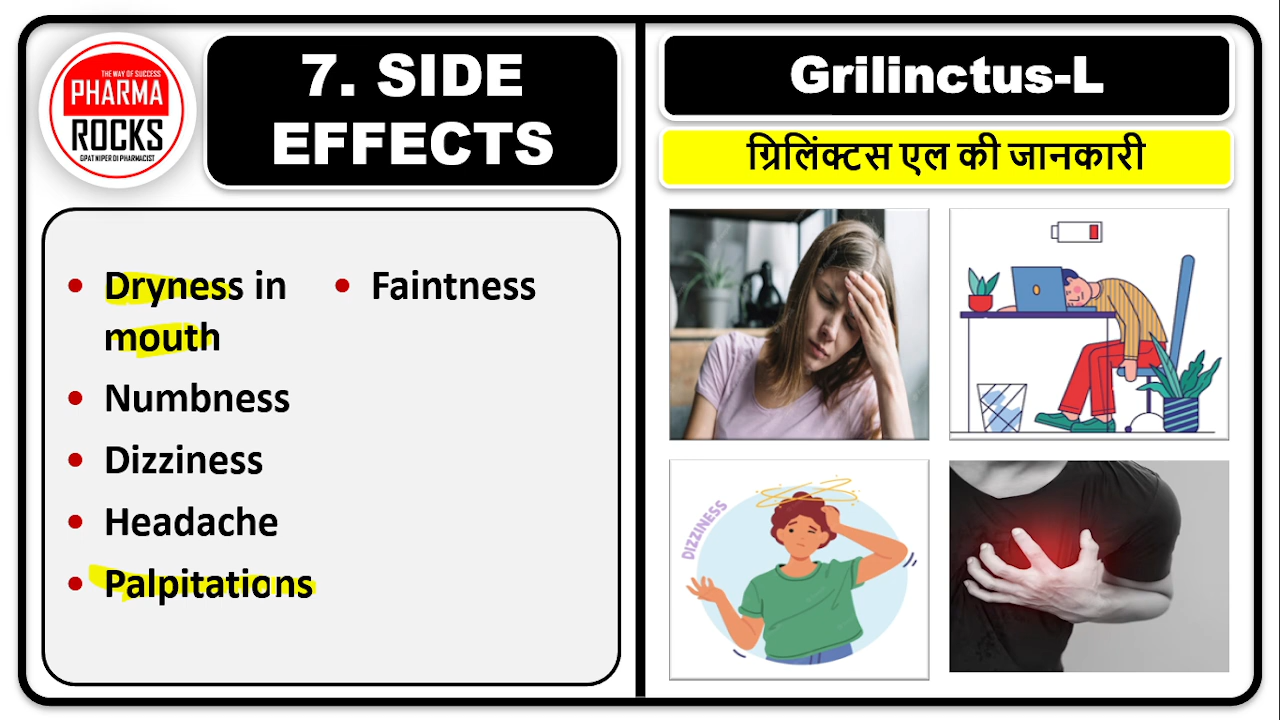 THE WAY OF SUCCESS
PHARMA
ROCKS
GPAT NIPER DI PHARMACIST
7. SIDE
EFFECTS
• Dryness in
mouth
• Numbness
• Dizziness
• Headache
• Palpitations
• Faintness
Grilinctus-L
ग्रिलिंक्टस एल की जानकारी
DIZZINESS